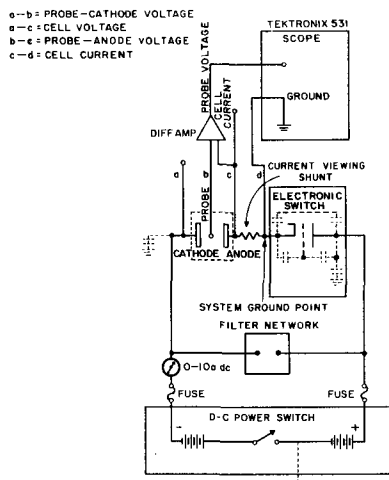 a–b = PROBE–CATHODE VOLTAGE
a–c = CELL VOLTAGE
b–c = PROBE–ANODE VOLTAGE
c–d = CELL CURRENT
TEKTRONIX 531
SCOPE
GROUND
PROBE VOLTAGE
CELL CURRENT
DIFF AMP
CURRENT VIEWING
SHUNT
a
b
c
d
PROBE
ELECTRONIC
SWITCH
CATHODE
ANODE
SYSTEM GROUND POINT
FILTER NETWORK
0–10a dc
FUSE
FUSE
D-C POWER SWITCH
-
+